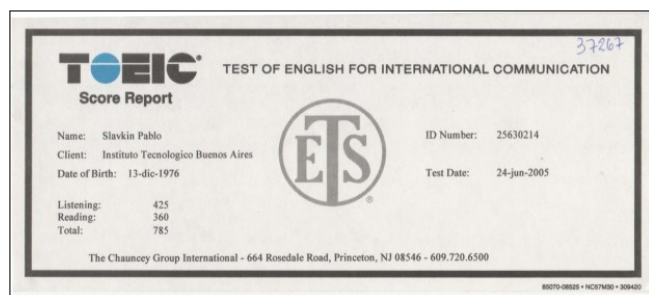 37267
TOEIC®
TEST OF ENGLISH FOR INTERNATIONAL COMMUNICATION
Score Report
ETS®
Name: Slavkin Pablo
ID Number: 25630214
Client: Instituto Tecnologico Buenos Aires
Date of Birth: 13-dic-1976
Test Date: 24-jun-2005
Listening: 425
Reading: 360
Total: 785
The Chauncey Group International - 664 Rosedale Road, Princeton, NJ 08546 - 609.720.6500
85070-08525 • NC57M30 • 309420